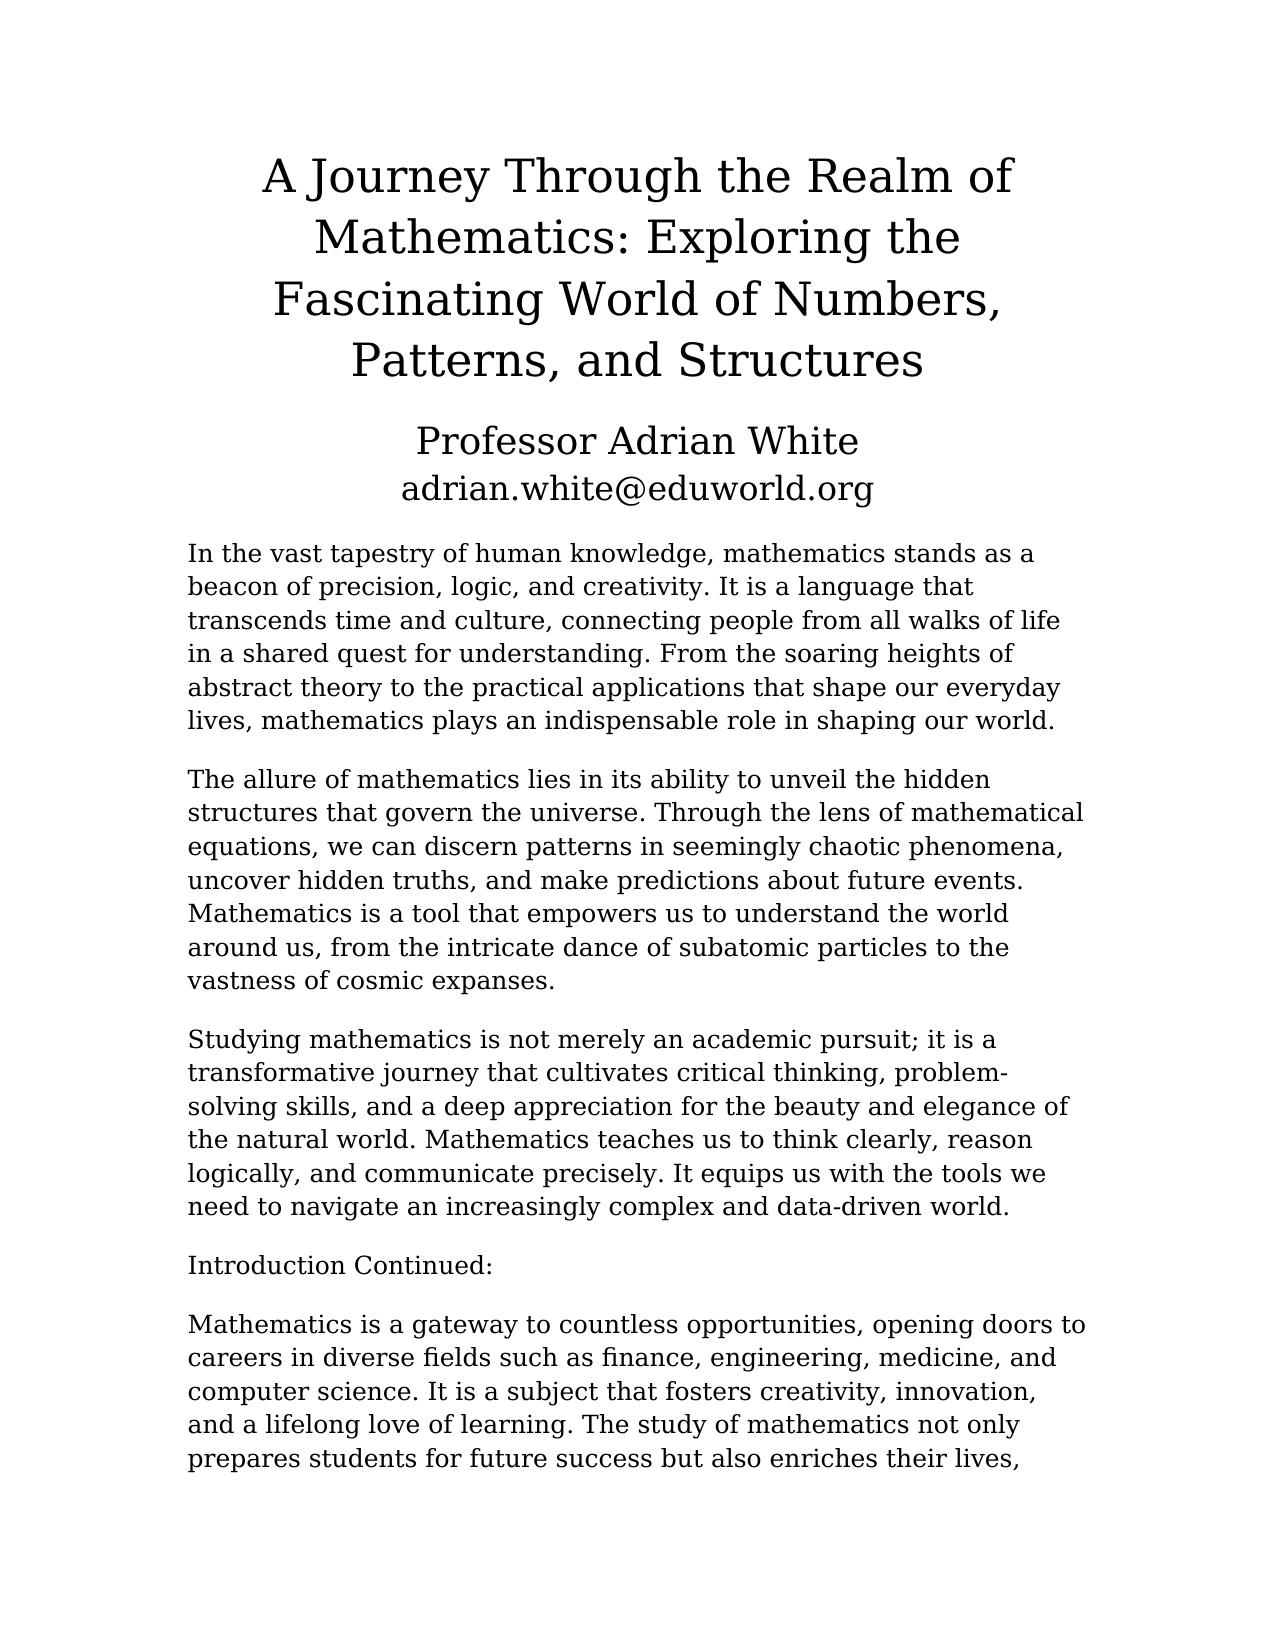 A Journey Through the Realm of
Mathematics: Exploring the
Fascinating World of Numbers,
Patterns, and Structures
Professor Adrian White
adrian.white@eduworld.org
In the vast tapestry of human knowledge, mathematics stands as a
beacon of precision, logic, and creativity. It is a language that
transcends time and culture, connecting people from all walks of life
in a shared quest for understanding. From the soaring heights of
abstract theory to the practical applications that shape our everyday
lives, mathematics plays an indispensable role in shaping our world.
The allure of mathematics lies in its ability to unveil the hidden
structures that govern the universe. Through the lens of mathematical
equations, we can discern patterns in seemingly chaotic phenomena,
uncover hidden truths, and make predictions about future events.
Mathematics is a tool that empowers us to understand the world
around us, from the intricate dance of subatomic particles to the
vastness of cosmic expanses.
Studying mathematics is not merely an academic pursuit; it is a
transformative journey that cultivates critical thinking, problem-
solving skills, and a deep appreciation for the beauty and elegance of
the natural world. Mathematics teaches us to think clearly, reason
logically, and communicate precisely. It equips us with the tools we
need to navigate an increasingly complex and data-driven world.
Introduction Continued:
Mathematics is a gateway to countless opportunities, opening doors to
careers in diverse fields such as finance, engineering, medicine, and
computer science. It is a subject that fosters creativity, innovation,
and a lifelong love of learning. The study of mathematics not only
prepares students for future success but also enriches their lives,